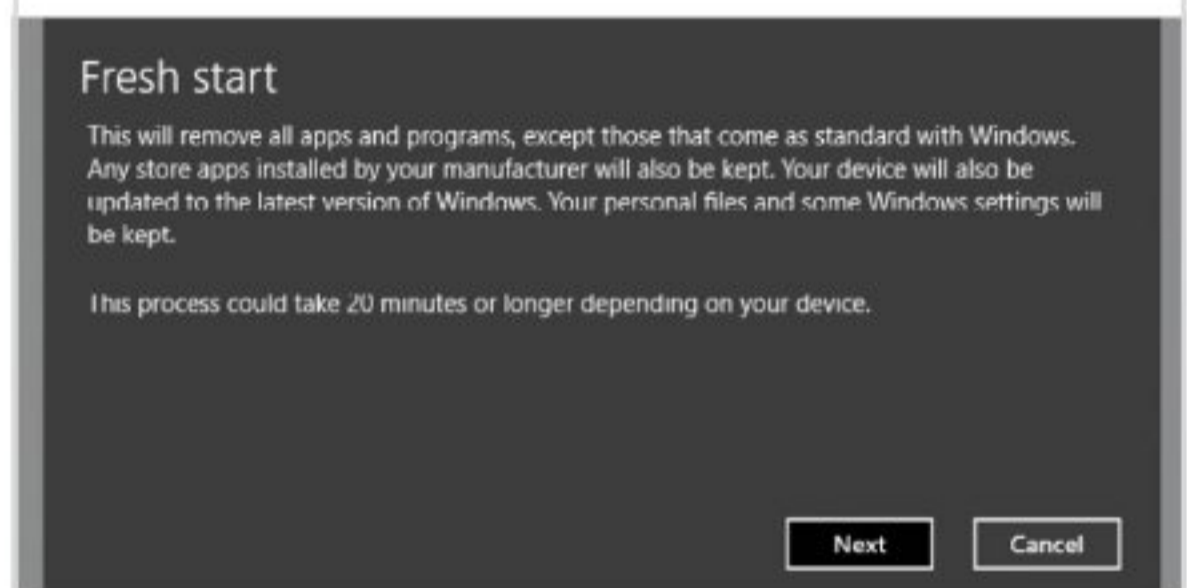 Fresh start
This will remove all apps and programs, except those that come as standard with Windows.
Any store apps installed by your manufacturer will also be kept. Your device will also be
updated to the latest version of Windows. Your personal files and some Windows settings will
be kept.
This process could take 20 minutes or longer depending on your device.
Next
Cancel